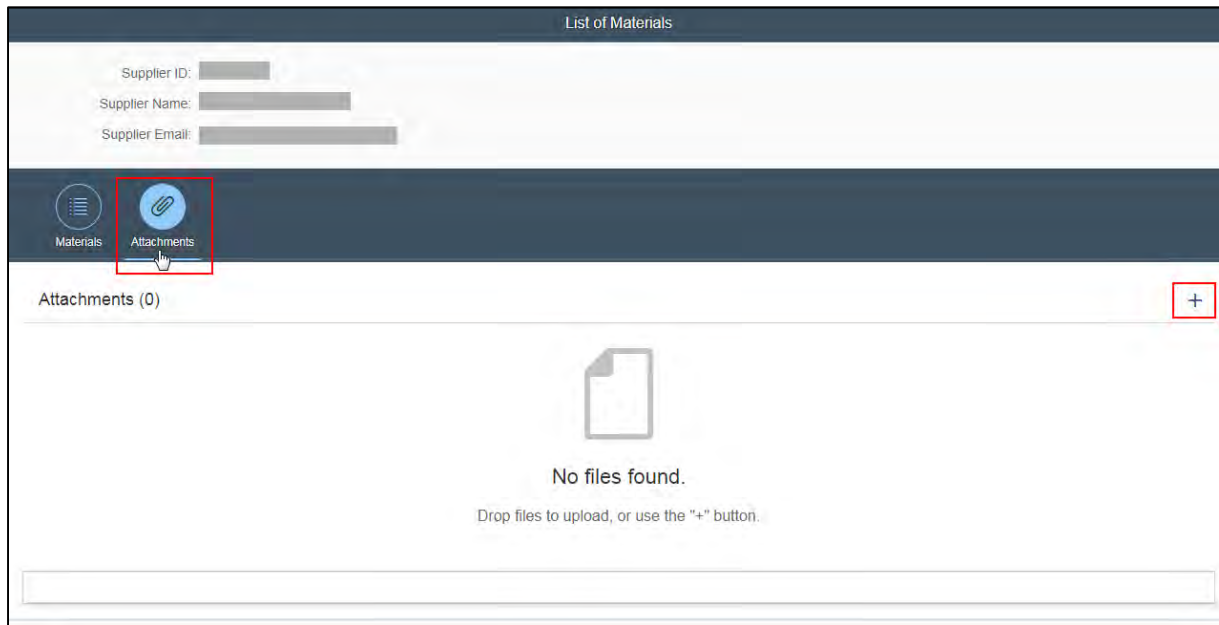 List of Materials
Supplier ID:
Supplier Name:
Supplier Email:
Materials Attachments
Attachments (0)
+
No files found.
Drop files to upload, or use the "+" button.